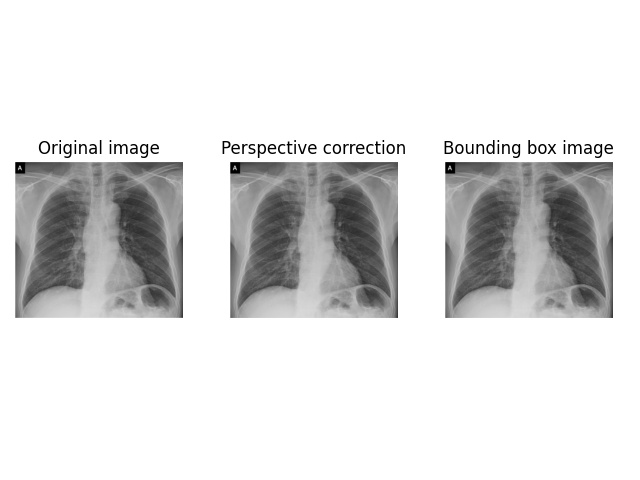 Original image
Perspective correction
Bounding box image
A
A
A